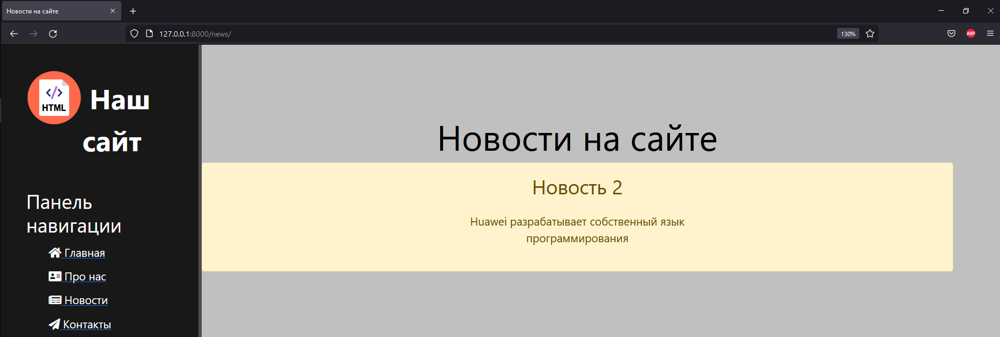 Новости на сайте
127.0.0.1:8000/news/
130%
ABP
</>
HTML
Наш
сайт
Панель
навигации
Главная
Про нас
Новости
Контакты
Новости на сайте
Новость 2
Huawei разрабатывает собственный язык
программирования